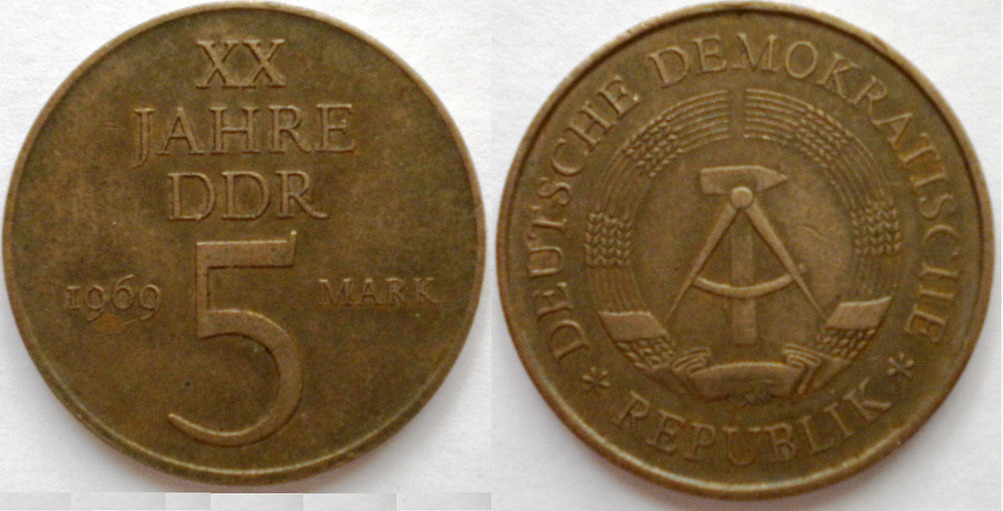 XX
JAHRE
DDR
5
1969 MARK
DEUTSCHE DEMOKRATISCHE
* REPUBLIK *